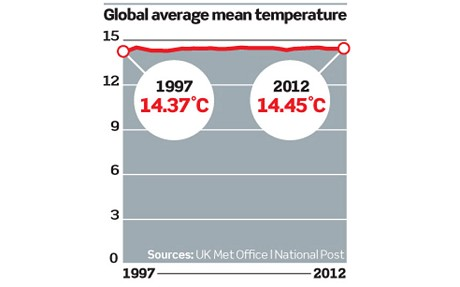 Global average mean temperature
15
12
9
6
3
0
1997
14.37°C
2012
14.45°C
Sources: UK Met Office | National Post
1997
2012